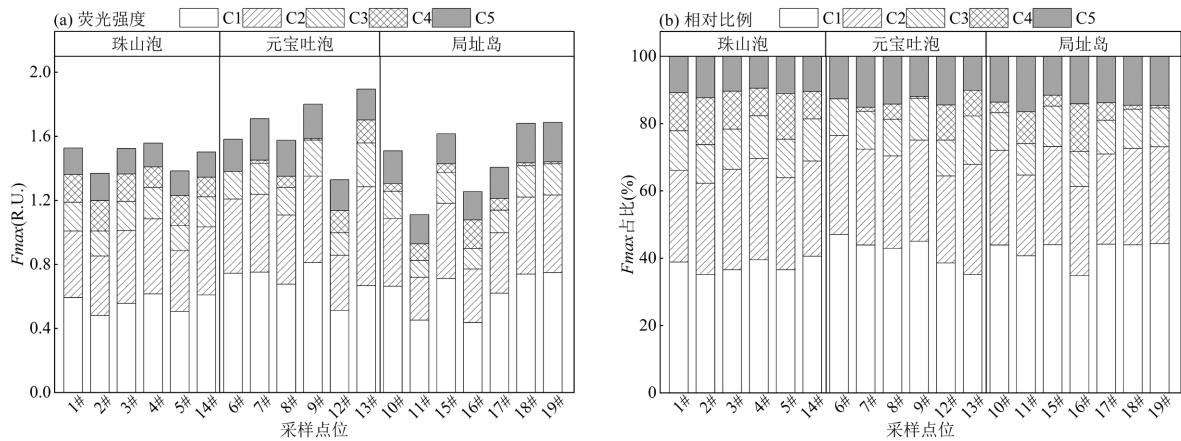 (a) 荧光强度 C1 C2 C3 C4 C5
珠山泡 元宝吐泡 局址岛
2.0
1.6
1.2
0.8
0.4
0.0
Fmax(R.U.)
1# 2# 3# 4# 5# 14# 6# 7# 8# 9# 12# 13# 10# 11# 15# 16# 17# 18# 19#
采样点位
(b) 相对比例 C1 C2 C3 C4 C5
珠山泡 元宝吐泡 局址岛
100
80
60
40
20
0
Fmax占比(%)
1# 2# 3# 4# 5# 14# 6# 7# 8# 9# 12# 13# 10# 11# 15# 16# 17# 18# 19#
采样点位